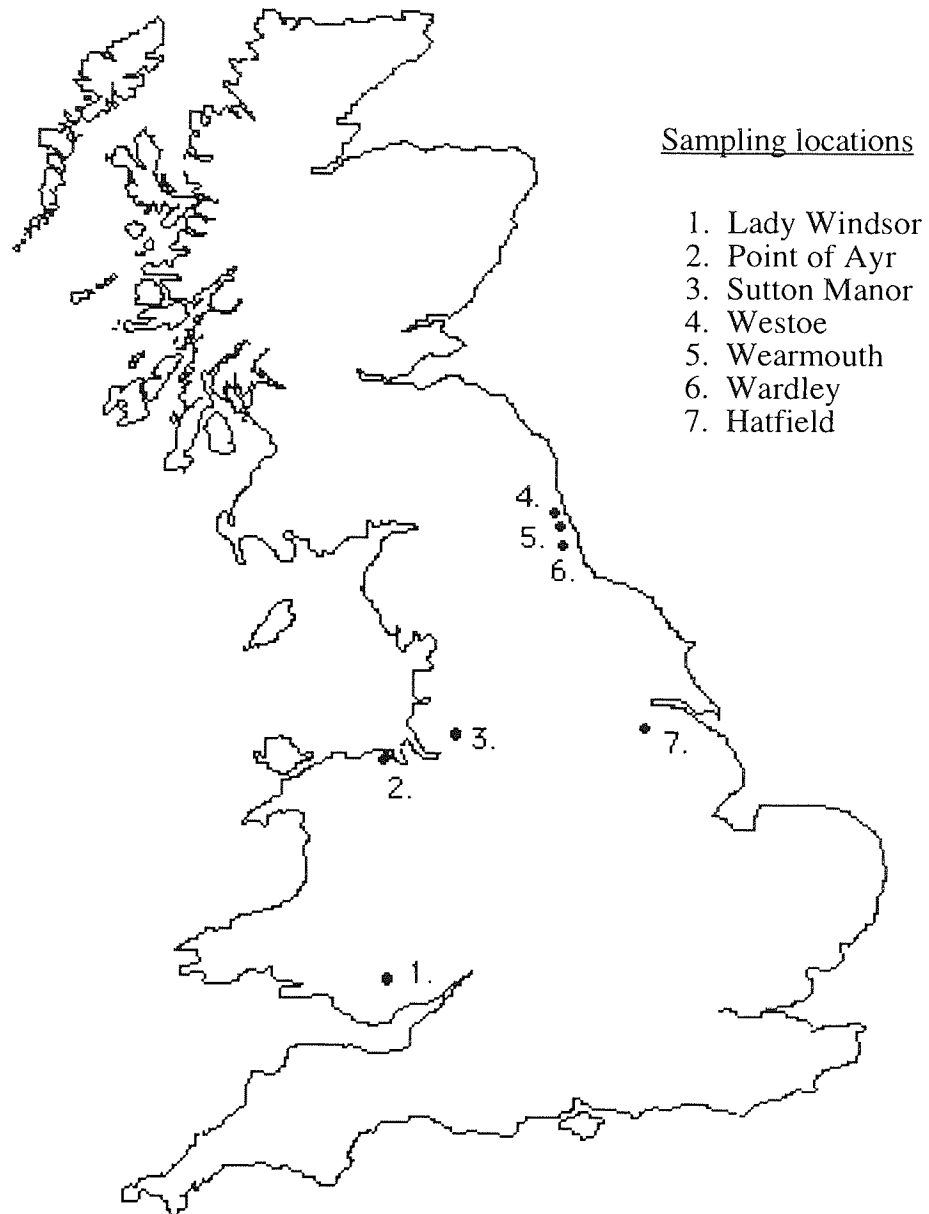 Sampling locations
1. Lady Windsor
2. Point of Ayr
3. Sutton Manor
4. Westoe
5. Wearmouth
6. Wardley
7. Hatfield
4.
5.
6.
3.
7.
2.
1.